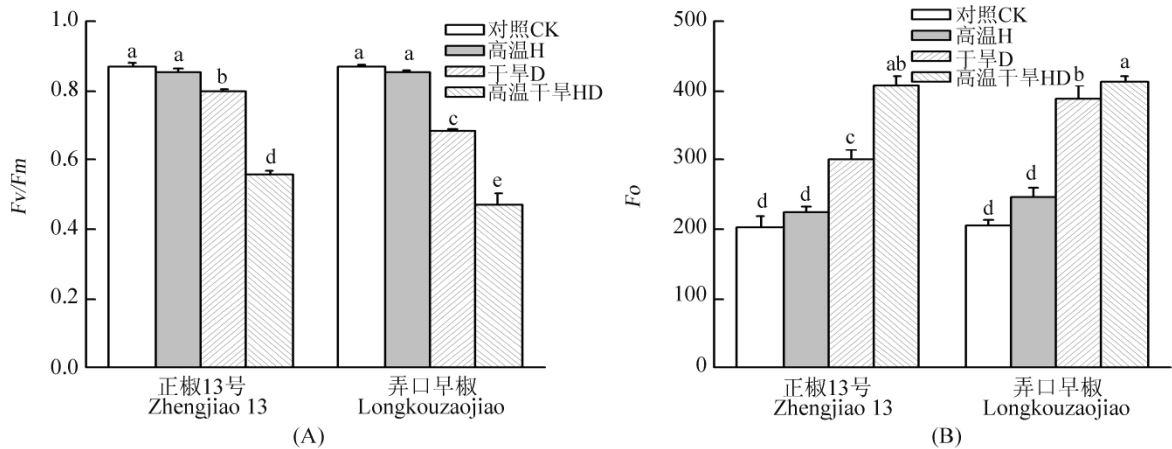 1.0
0.8
0.6
0.4
0.2
0.0
Fv/Fm
对照CK
高温H
干旱D
高温干旱HD
a
a
b
d
a
a
c
e
正椒13号
Zhengjiao 13
弄口早椒
Longkouzaojiao
(A)
500
400
300
200
100
0
Fo
对照CK
高温H
干旱D
高温干旱HD
d
d
c
ab
d
d
b
a
正椒13号
Zhengjiao 13
弄口早椒
Longkouzaojiao
(B)